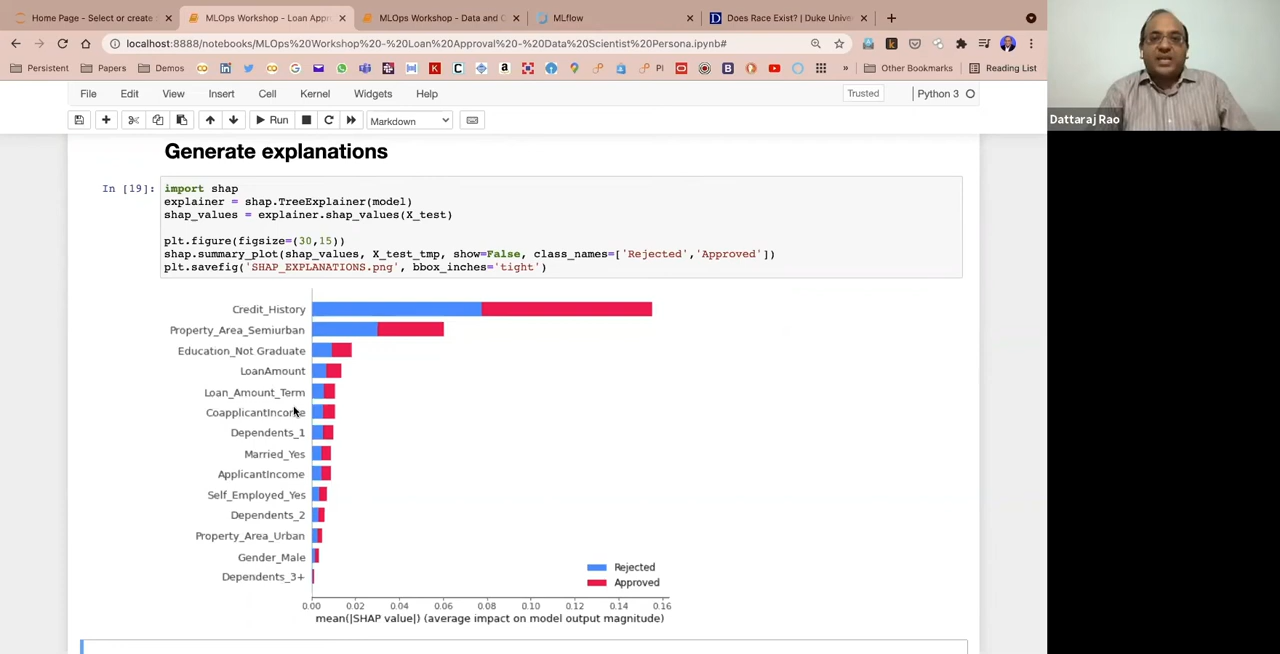 Home Page - Select or create
MLOps Workshop - Loan Appr
MLOps Workshop - Data and C
MLflow
Does Race Exist? | Duke Unive
localhost:8888/notebooks/MLOps%20Workshop%20-%20Loan%20Approval%20-%20Data%20Scientist%20Persona.ipynb#
Persistent
Papers
Demos
PI
»
Other Bookmarks
Reading List
File Edit View Insert Cell Kernel Widgets Help
Trusted
Python 3
Run
Markdown
Dattaraj Rao
Generate explanations
In [19]:
import shap
explainer = shap.TreeExplainer(model)
shap_values = explainer.shap_values(X_test)
plt.figure(figsize=(30,15))
shap.summary_plot(shap_values, X_test_tmp, show=False, class_names=['Rejected','Approved'])
plt.savefig('SHAP_EXPLANATIONS.png', bbox_inches='tight')
Credit_History
Property_Area_Semiurban
Education_Not Graduate
LoanAmount
Loan_Amount_Term
CoapplicantIncome
Dependents_1
Married_Yes
ApplicantIncome
Self_Employed_Yes
Dependents_2
Property_Area_Urban
Gender_Male
Dependents_3+
Rejected
Approved
0.00 0.02 0.04 0.06 0.08 0.10 0.12 0.14 0.16
mean(|SHAP value|) (average impact on model output magnitude)